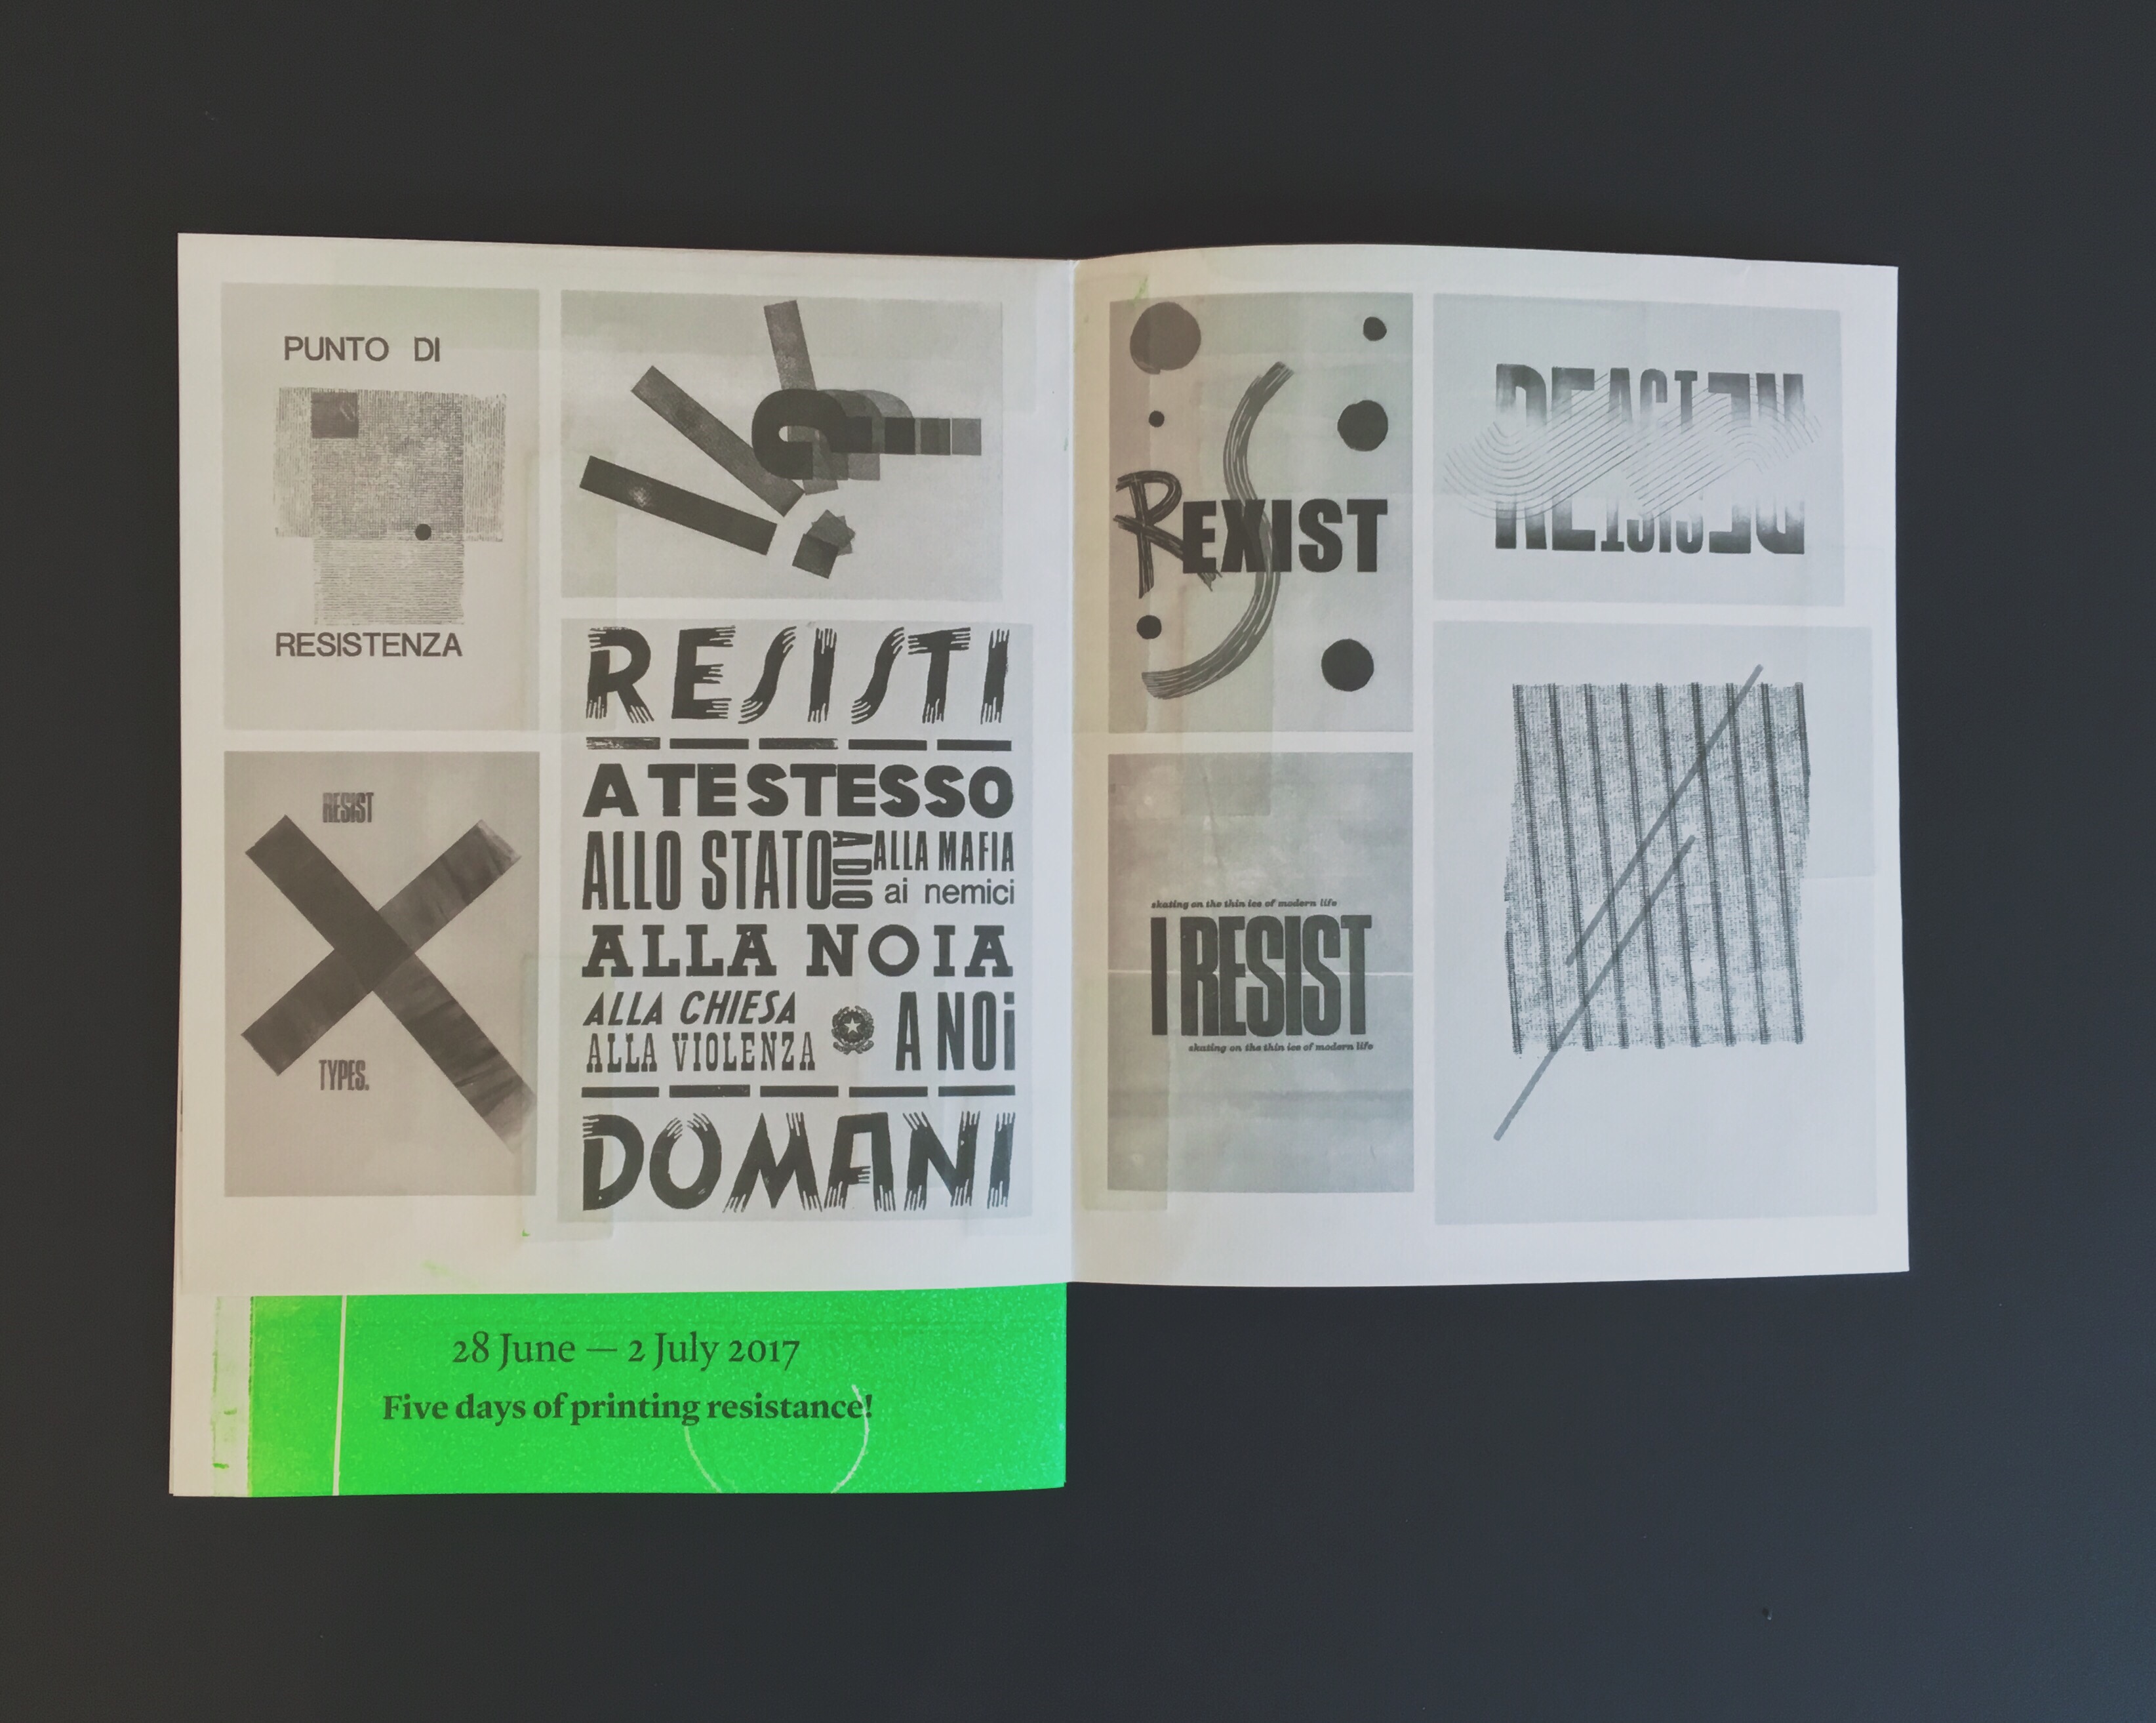 PUNTO DI
RESISTENZA
RESIST
TYPES.
RESISTI
A TE STESSO
ALLO STATO
A DIO
ALLA MAFIA
ai nemici
ALLA NOIA
ALLA CHIESA
ALLA VIOLENZA
A NOi
DOMANI
REXIST
S
skating on the thin ice of modern life
I RESIST
skating on the thin ice of modern life
28 June — 2 July 2017
Five days of printing resistance!